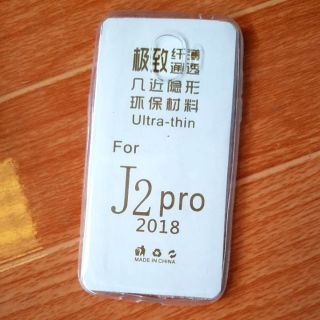 极致纤薄通透
几近隐形
环保材料
Ultra-thin
For
J2 pro
2018
MADE IN CHINA